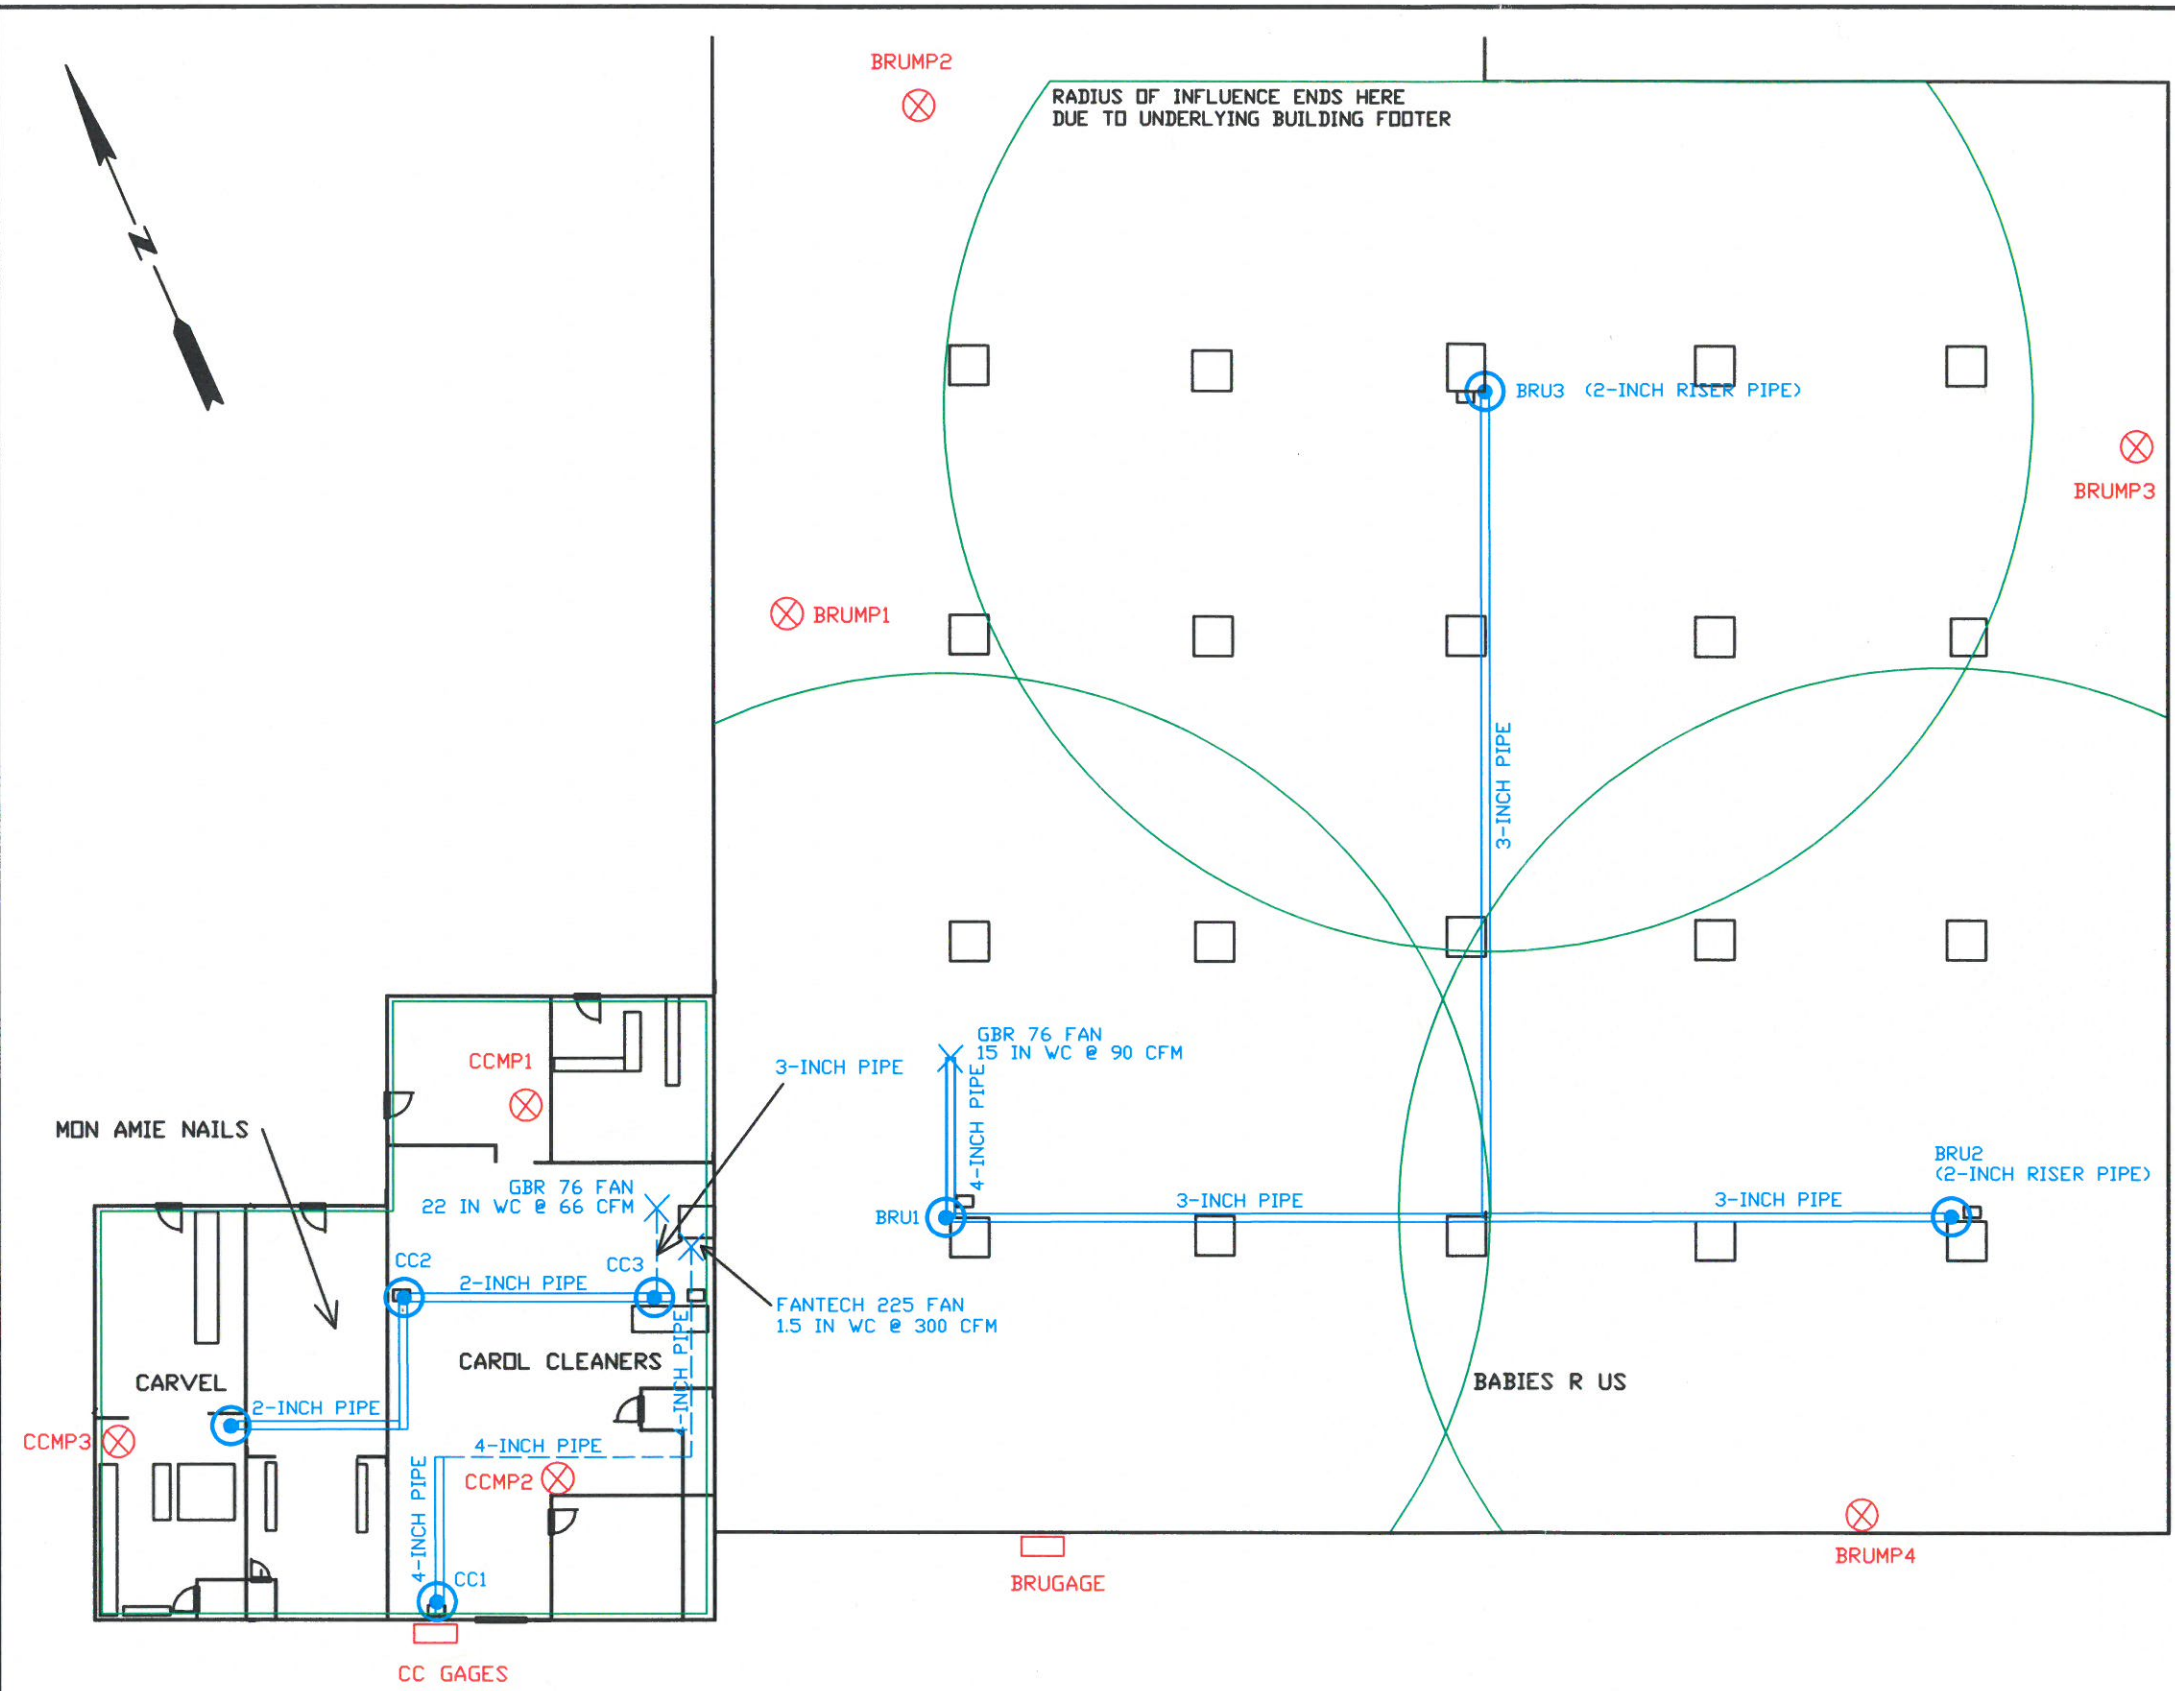 BRUMP2
RADIUS OF INFLUENCE ENDS HERE
DUE TO UNDERLYING BUILDING FOOTER
N
BRU3 (2-INCH RISER PIPE)
BRUMP3
BRUMP1
3-INCH PIPE
GBR 76 FAN
15 IN WC @ 90 CFM
3-INCH PIPE
4-INCH PIPE
CCMP1
MON AMIE NAILS
BRU2
(2-INCH RISER PIPE)
GBR 76 FAN
22 IN WC @ 66 CFM
BRU1
3-INCH PIPE
3-INCH PIPE
CC2
CC3
2-INCH PIPE
FANTECH 225 FAN
1.5 IN WC @ 300 CFM
CAROL CLEANERS
4-INCH PIPE
CARVEL
BABIES R US
2-INCH PIPE
CCMP3
4-INCH PIPE
CCMP2
4-INCH PIPE
CC1
BRUMP4
BRUGAGE
CC GAGES